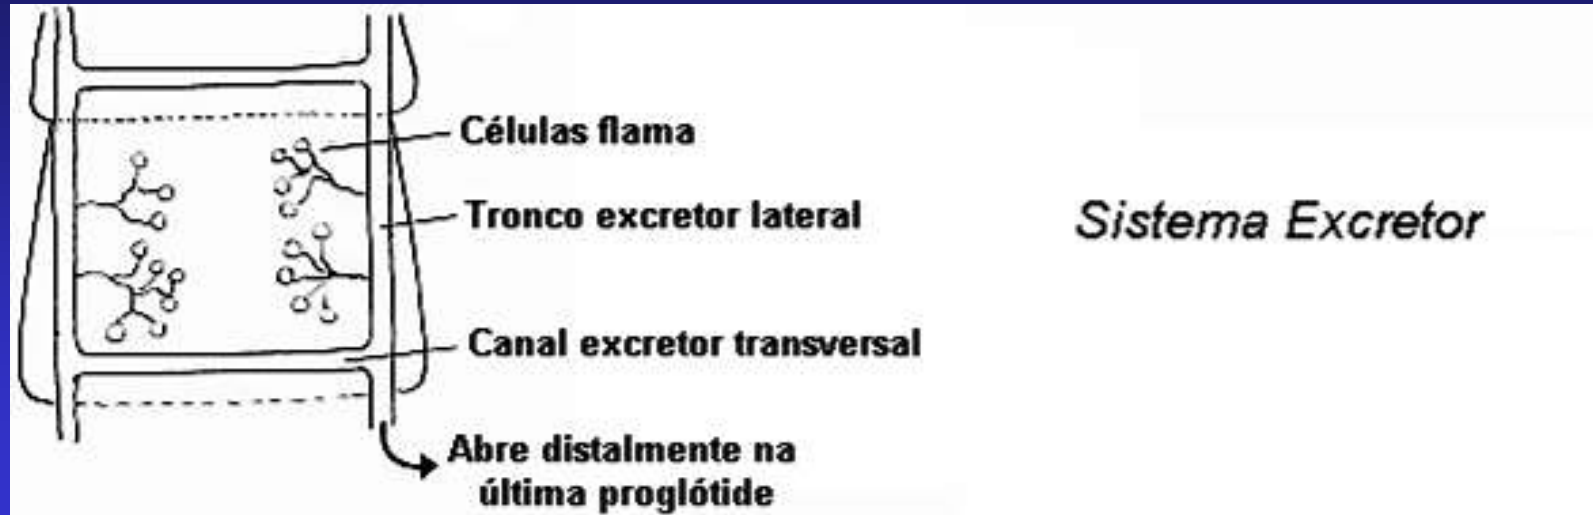 Células flama
Tronco excretor lateral
Sistema Excretor
Canal excretor transversal
Abre distalmente na
última proglótide